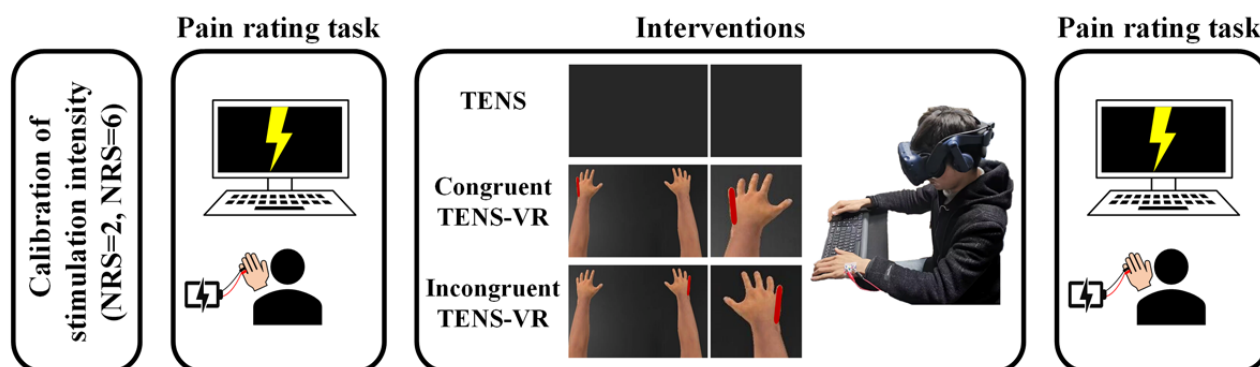 Calibration of
stimulation intensity
(NRS=2, NRS=6)
Pain rating task
Interventions
TENS
Congruent
TENS-VR
Incongruent
TENS-VR
Pain rating task